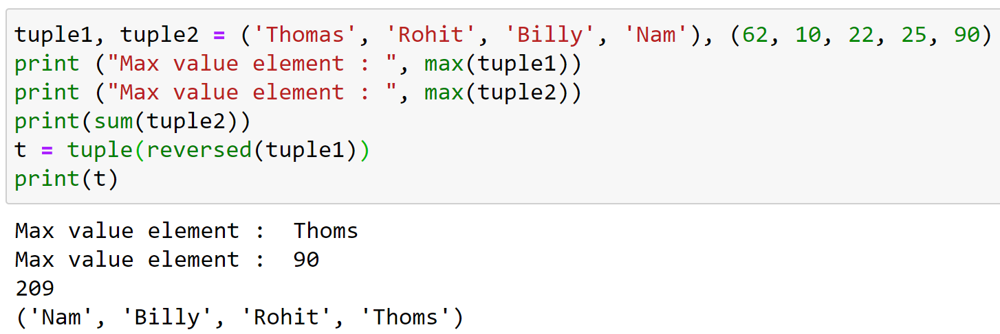 tuple1, tuple2 = ('Thomas', 'Rohit', 'Billy', 'Nam'), (62, 10, 22, 25, 90)
print ("Max value element : ", max(tuple1))
print ("Max value element : ", max(tuple2))
print(sum(tuple2))
t = tuple(reversed(tuple1))
print(t)
Max value element :  Thoms
Max value element :  90
209
('Nam', 'Billy', 'Rohit', 'Thoms')